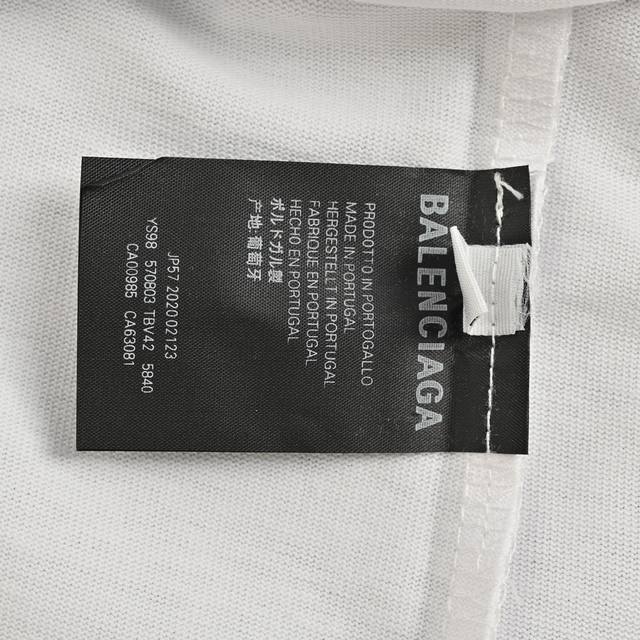 BALENCIAGA
PRODOTTO IN PORTOGALLO
MADE IN PORTUGAL
HERGESTELLT IN PORTUGAL
FABRIQUE EN PORTUGAL
HECHO EN PORTUGAL
ポルトガル製
产地:葡萄牙
JP57 202002123
YS98 570803 TBV42 5840
CA00985 CA63081